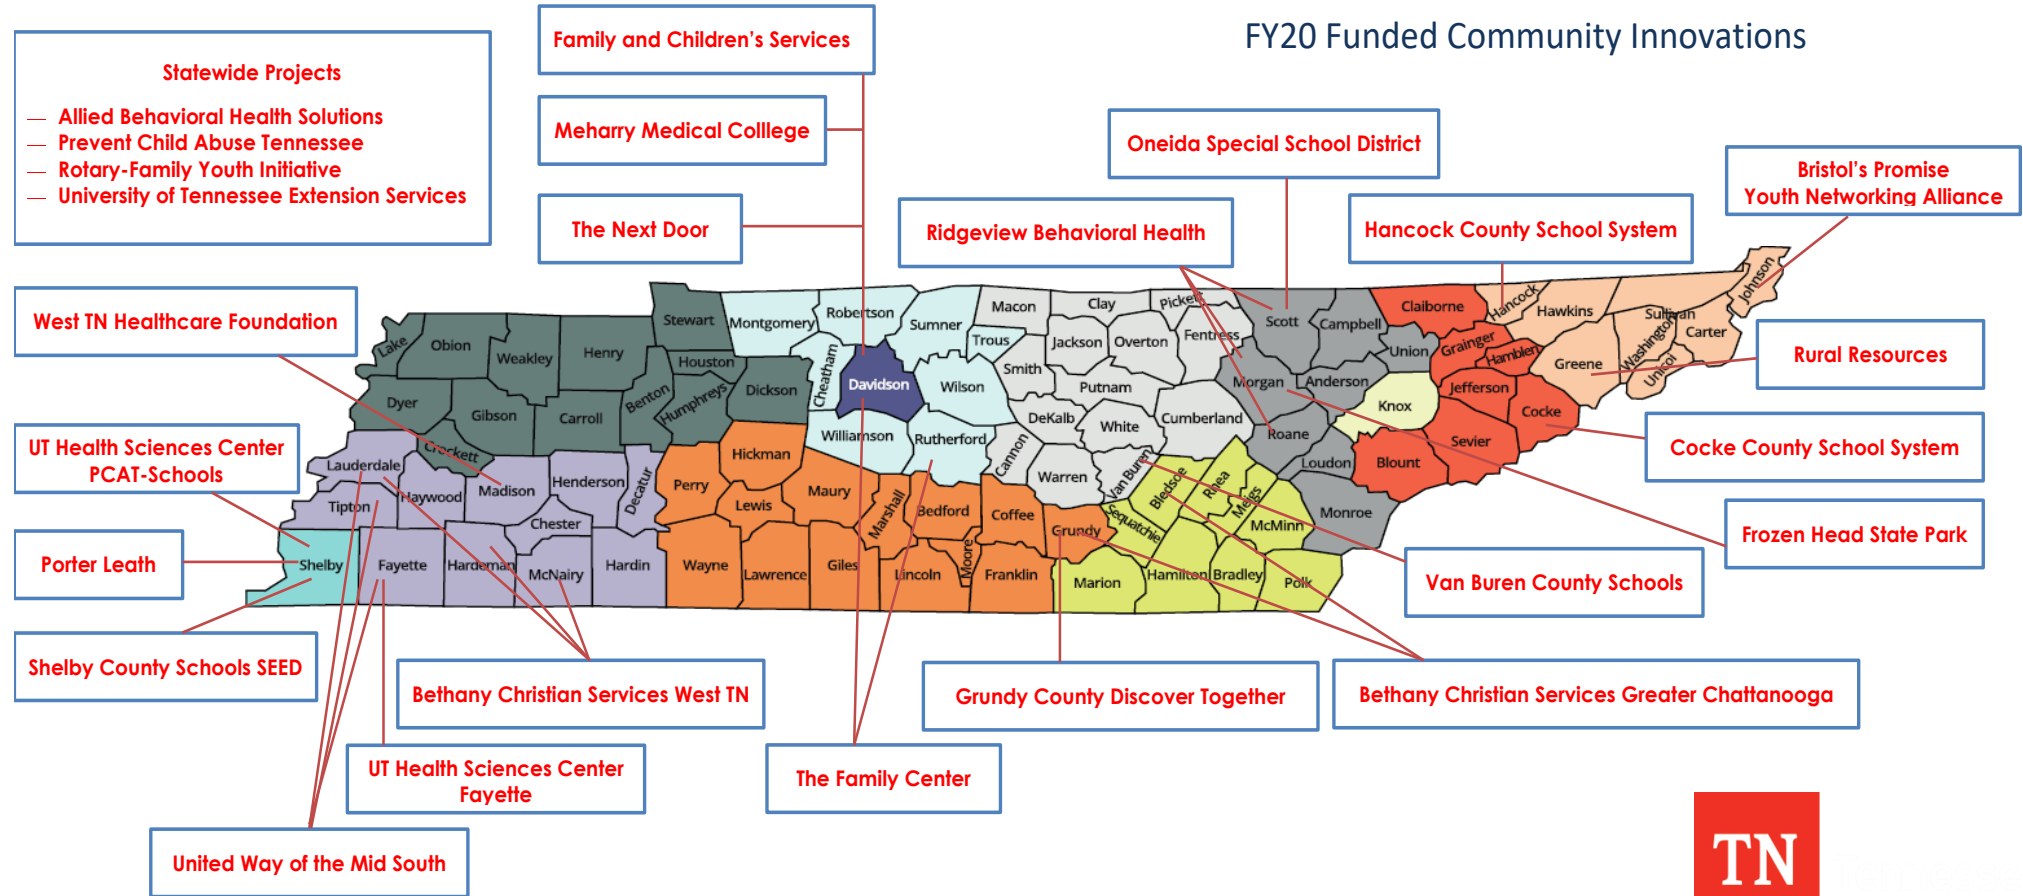 FY20 Funded Community Innovations
Statewide Projects
— Allied Behavioral Health Solutions
— Prevent Child Abuse Tennessee
— Rotary-Family Youth Initiative
— University of Tennessee Extension Services
Family and Children's Services
Meharry Medical Colllege
The Next Door
Oneida Special School District
Ridgeview Behavioral Health
Hancock County School System
Bristol's Promise
Youth Networking Alliance
West TN Healthcare Foundation
Rural Resources
UT Health Sciences Center
PCAT-Schools
Cocke County School System
Porter Leath
Frozen Head State Park
Van Buren County Schools
Shelby County Schools SEED
Bethany Christian Services West TN
Grundy County Discover Together
Bethany Christian Services Greater Chattanooga
UT Health Sciences Center
Fayette
The Family Center
United Way of the Mid South
Lake
Obion
Weakley
Henry
Stewart
Houston
Benton
Humphreys
Dickson
Dyer
Gibson
Carroll
Crockett
Montgomery
Robertson
Sumner
Trous
Cheatham
Davidson
Wilson
Williamson
Rutherford
Macon
Clay
Pickett
Jackson
Overton
Fentress
Smith
Putnam
DeKalb
White
Cumberland
Cannon
Warren
Van Buren
Scott
Campbell
Union
Morgan
Anderson
Roane
Loudon
Monroe
Knox
Claiborne
Grainger
Hamblen
Jefferson
Cocke
Sevier
Blount
Hancock
Hawkins
Sullivan
Johnson
Washington
Carter
Greene
Unicoi
Lauderdale
Tipton
Haywood
Madison
Henderson
Decatur
Chester
Shelby
Fayette
Hardeman
McNairy
Hardin
Hickman
Perry
Lewis
Maury
Marshall
Bedford
Coffee
Grundy
Wayne
Lawrence
Giles
Lincoln
Moore
Franklin
Bledsoe
Rhea
Meigs
McMinn
Sequatchie
Marion
Hamilton
Bradley
Polk
TN